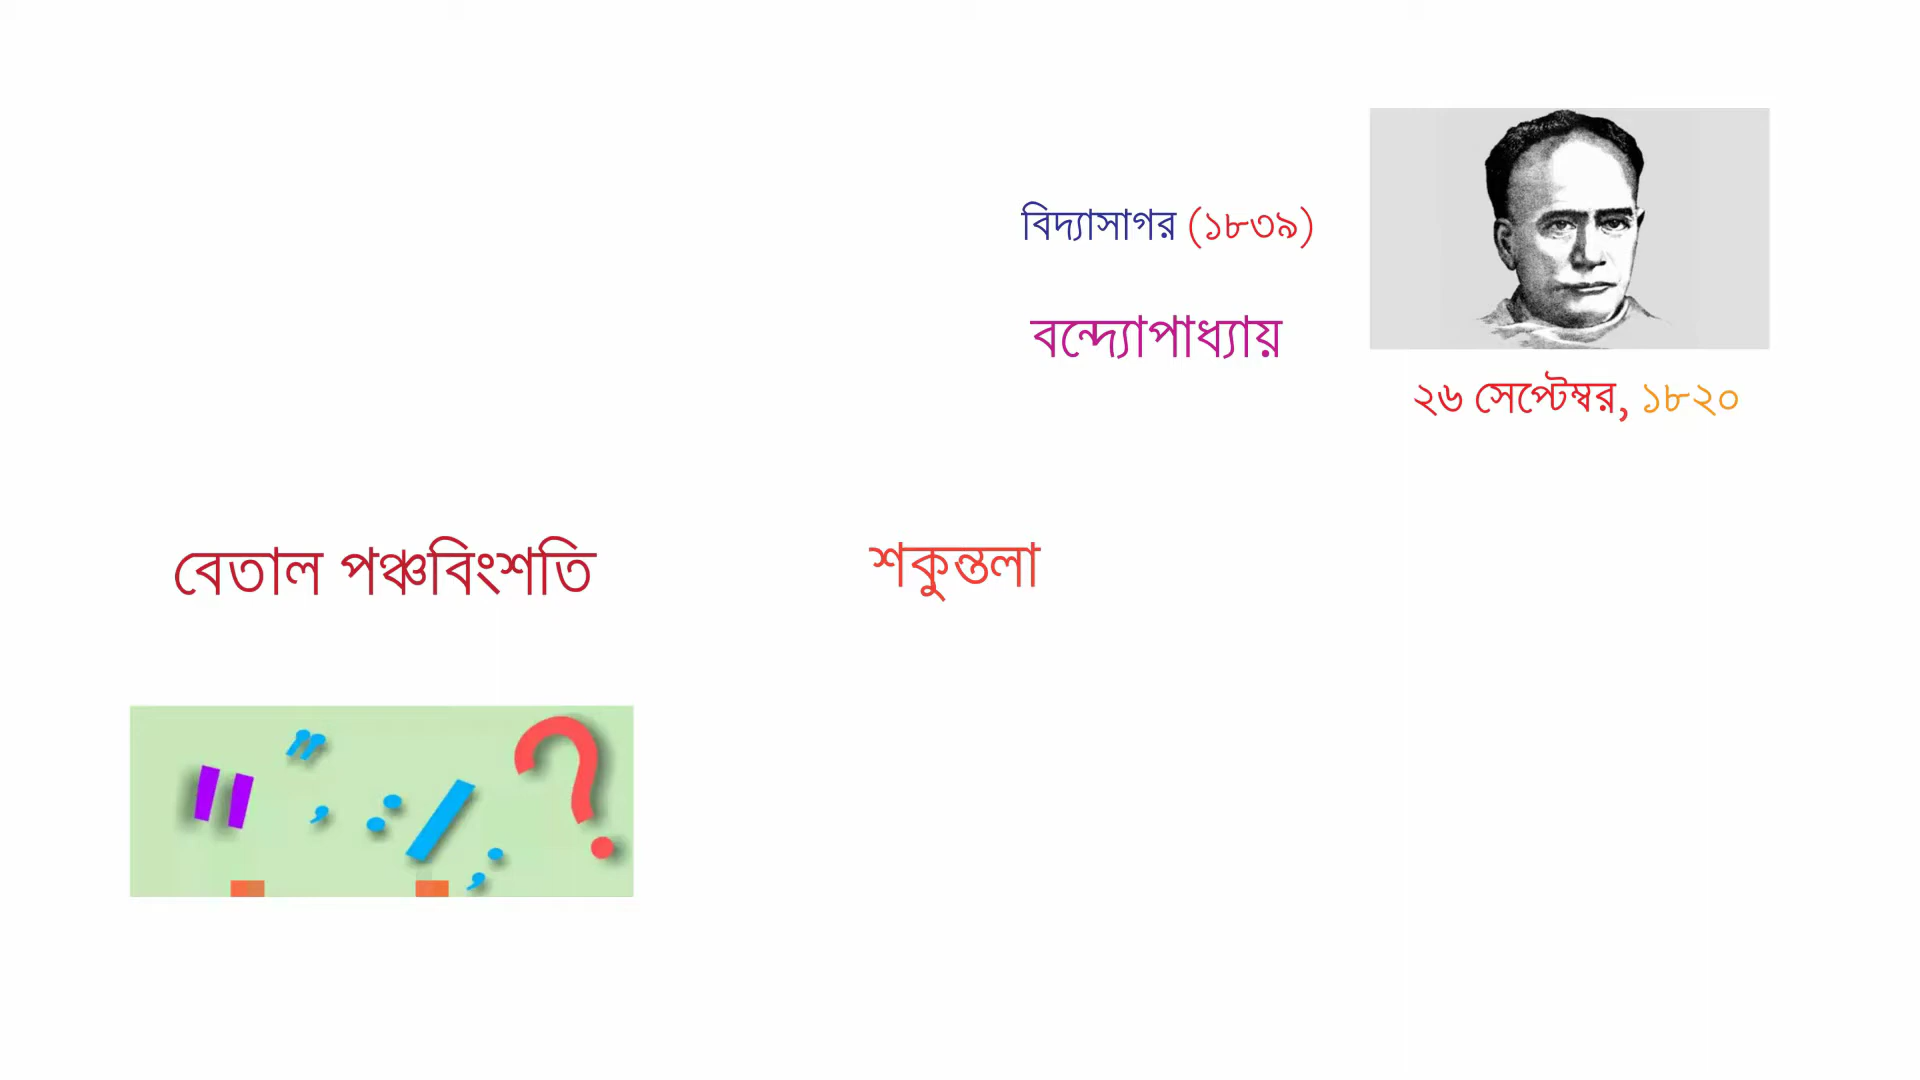 বিদ্যাসাগর (১৮৩৯)
বন্দ্যোপাধ্যায়
২৬ সেপ্টেম্বর, ১৮২০
বেতাল পঞ্চবিংশতি
শকুন্তলা